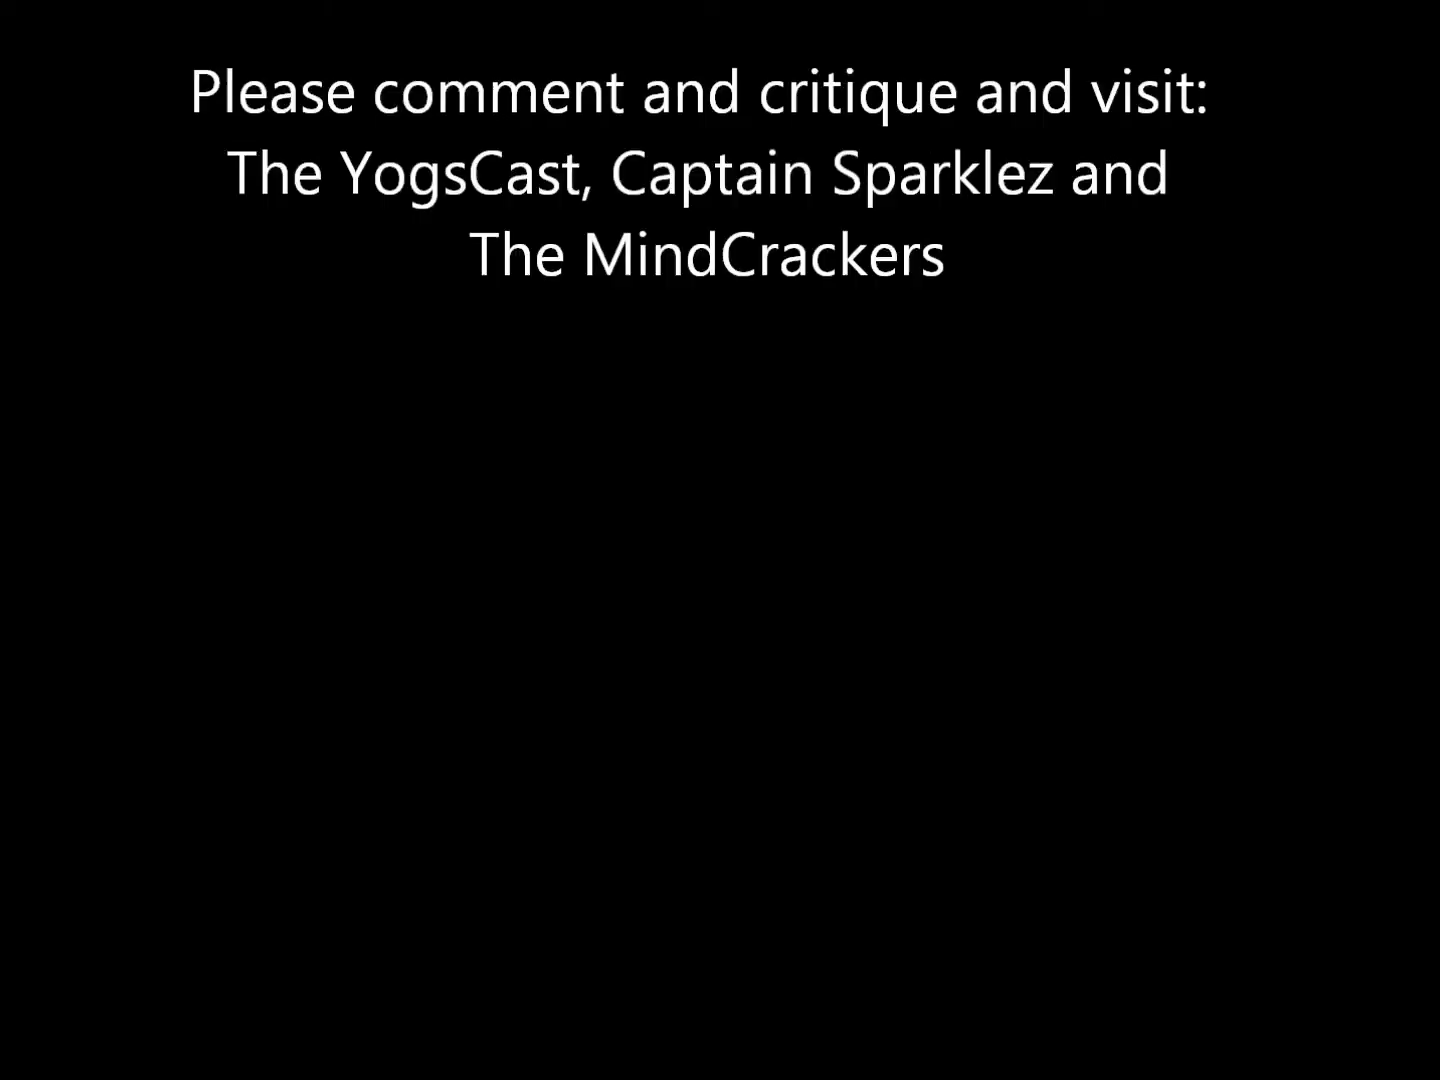 Please comment and critique and visit:
The YogsCast, Captain Sparklez and
The MindCrackers